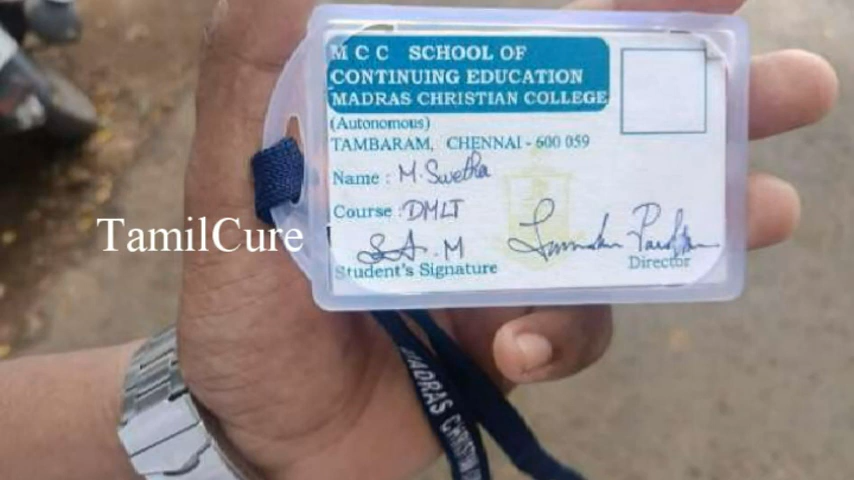 M C C SCHOOL OF
CONTINUING EDUCATION
MADRAS CHRISTIAN COLLEGE
(Autonomous)
TAMBARAM, CHENNAI - 600 059
Name : M. Swetha
Course : DMLT
TamilCure
Student's Signature
Director
MADRAS CHRISTIAN